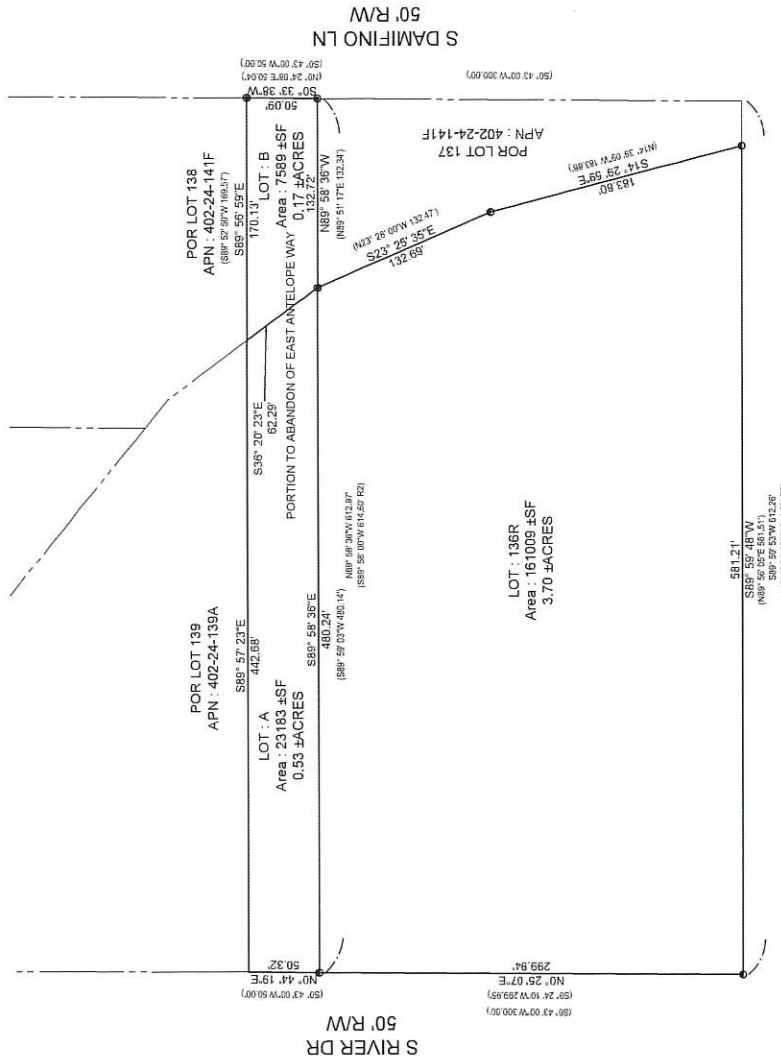 S DAMIFINO LN
50' R/W
POR LOT 138
APN : 402-24-141F
(S89° 52' 50"W 169.57')
S89° 56' 59"E
170.13'
(S0° 43' 00"W 50.00')
(N0° 24' 08"E 50.04')
S0° 33' 38"W
50.09'
LOT : B
Area : 7589 ±SF
0.17 ±ACRES
132.72'
N89° 58' 36"W
(N89° 51' 17"E 132.34')
(S0° 43' 00"W 300.00')
POR LOT 137
APN : 402-24-141F
(N14° 39' 09"W 183.88')
S14° 29' 59"E
183.80'
(N23° 26' 00"W 132.47')
S23° 25' 35"E
132.69'
S36° 20' 23"E
62.29'
PORTION TO ABANDON OF EAST ANTELOPE WAY
POR LOT 139
APN : 402-24-139A
S89° 57' 23"E
442.68'
LOT : A
Area : 23183 ±SF
0.53 ±ACRES
S89° 58' 36"E
480.24'
(S89° 59' 03"W 480.14')
N89° 58' 36"W 612.97'
(S89° 58' 00"W 614.60' R2)
LOT : 136R
Area : 161009 ±SF
3.70 ±ACRES
581.21'
S89° 59' 48"W
(N89° 56' 05"E 581.51')
S89° 59' 53"W 612.26'
50.32'
N0° 44' 19"E
(S0° 43' 00"W 50.00')
299.94'
N0° 25' 07"E
(S0° 24' 10"W 299.95')
(S0° 43' 00"W 300.00')
S RIVER DR
50' R/W